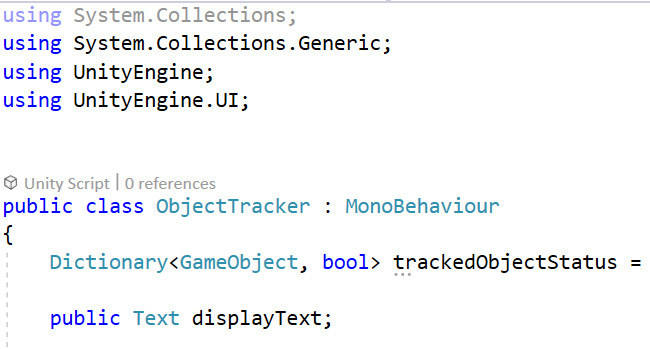 using System.Collections;
using System.Collections.Generic;
using UnityEngine;
using UnityEngine.UI;
Unity Script | 0 references
public class ObjectTracker : MonoBehaviour
{
Dictionary<GameObject, bool> trackedObjectStatus =
public Text displayText;